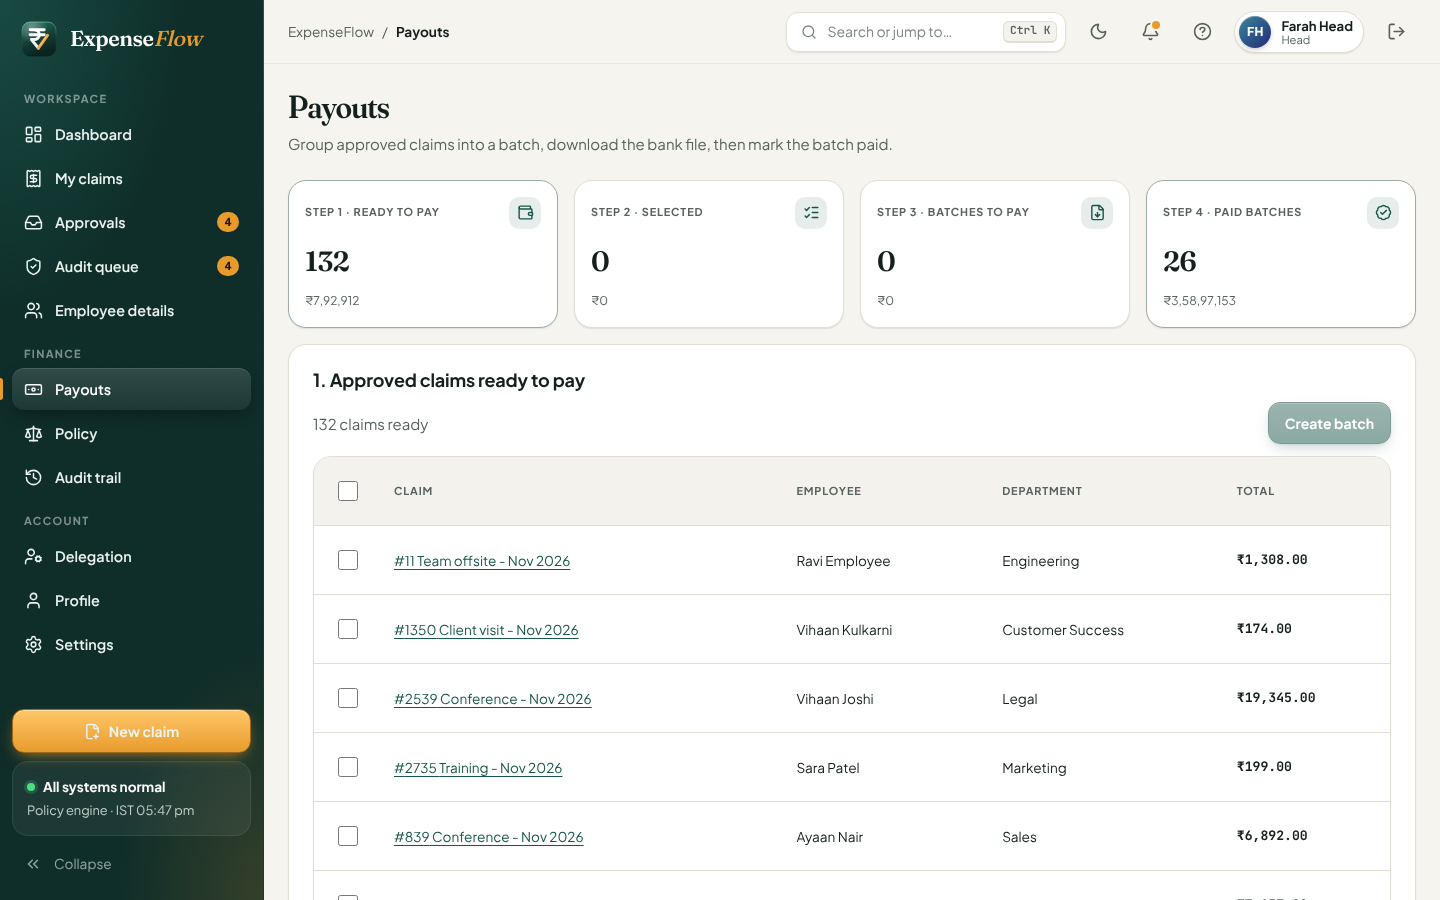 ExpenseFlow
WORKSPACE
Dashboard
My claims
Approvals 4
Audit queue 4
Employee details
FINANCE
Payouts
Policy
Audit trail
ACCOUNT
Delegation
Profile
Settings
New claim
All systems normal
Policy engine · IST 05:47 pm
Collapse
ExpenseFlow / Payouts
Search or jump to... Ctrl K
FH Farah Head
Head
Payouts
Group approved claims into a batch, download the bank file, then mark the batch paid.
STEP 1 · READY TO PAY
132
₹7,92,912
STEP 2 · SELECTED
0
₹0
STEP 3 · BATCHES TO PAY
0
₹0
STEP 4 · PAID BATCHES
26
₹3,58,97,153
1. Approved claims ready to pay
132 claims ready
Create batch
CLAIM EMPLOYEE DEPARTMENT TOTAL
#11 Team offsite - Nov 2026 Ravi Employee Engineering ₹1,308.00
#1350 Client visit - Nov 2026 Vihaan Kulkarni Customer Success ₹174.00
#2539 Conference - Nov 2026 Vihaan Joshi Legal ₹19,345.00
#2735 Training - Nov 2026 Sara Patel Marketing ₹199.00
#839 Conference - Nov 2026 Ayaan Nair Sales ₹6,892.00